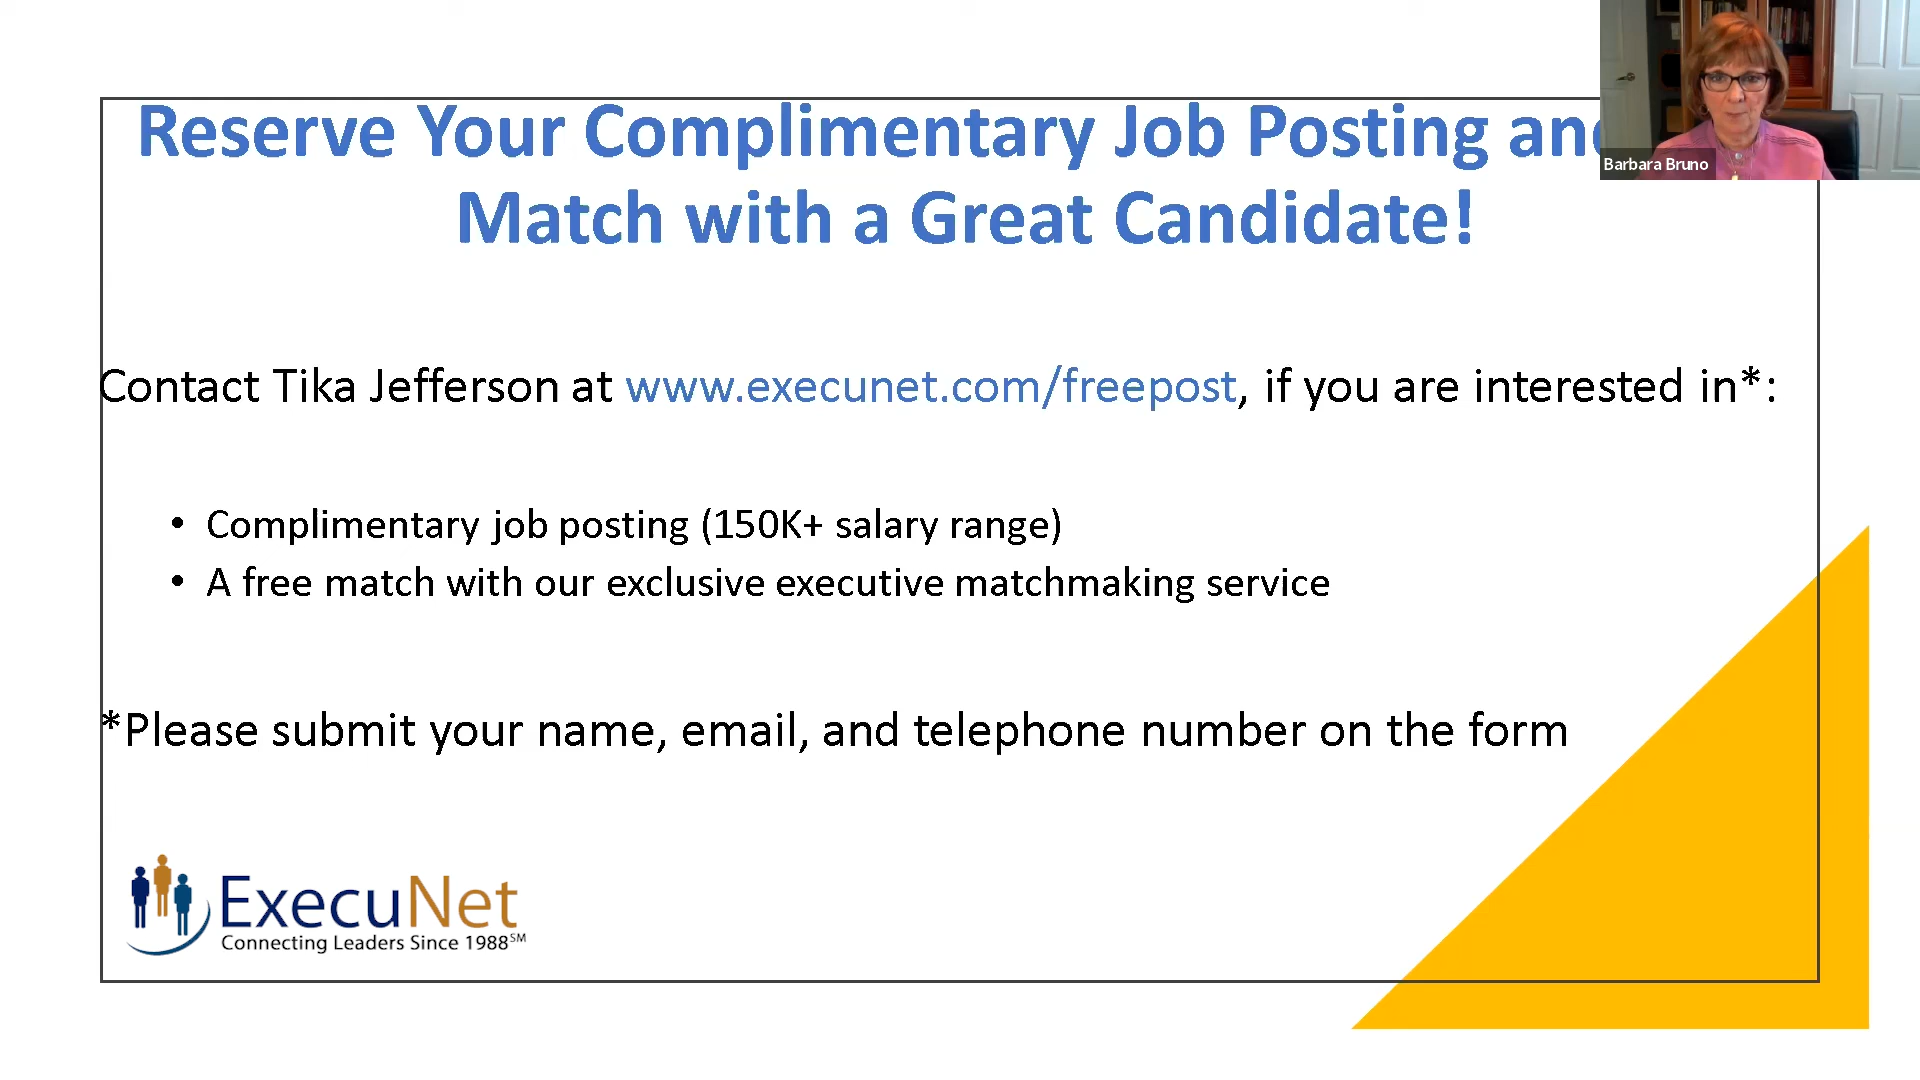 Reserve Your Complimentary Job Posting and
Match with a Great Candidate!
Barbara Bruno
Contact Tika Jefferson at www.execunet.com/freepost, if you are interested in*:
• Complimentary job posting (150K+ salary range)
• A free match with our exclusive executive matchmaking service
*Please submit your name, email, and telephone number on the form
ExecuNet
Connecting Leaders Since 1988℠